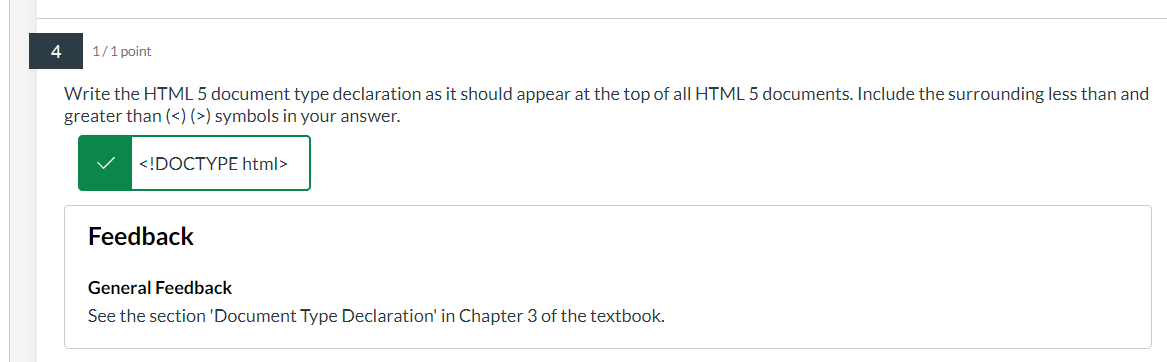 4
1 / 1 point
Write the HTML 5 document type declaration as it should appear at the top of all HTML 5 documents. Include the surrounding less than and
greater than (<) (>) symbols in your answer.
<!DOCTYPE html>
Feedback
General Feedback
See the section 'Document Type Declaration' in Chapter 3 of the textbook.